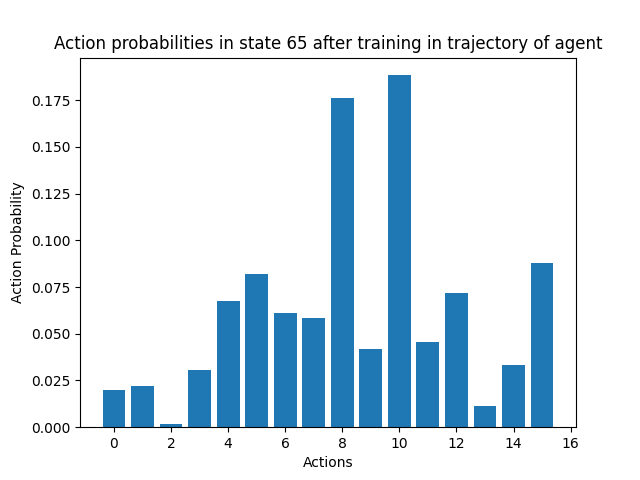 Action probabilities in state 65 after training in trajectory of agent
Action Probability
0.175
0.150
0.125
0.100
0.075
0.050
0.025
0.000
0 2 4 6 8 10 12 14 16
Actions